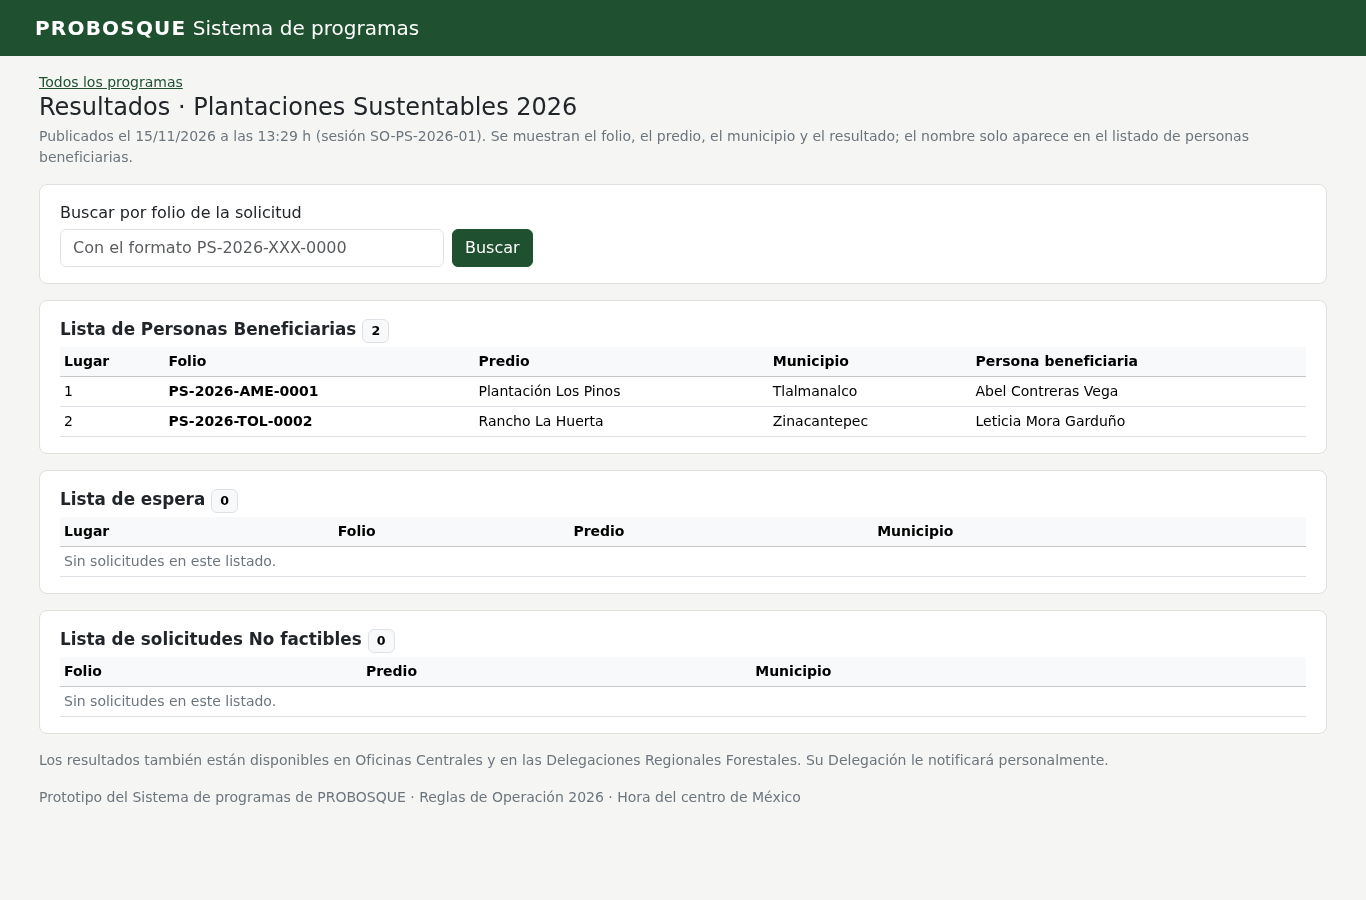 PROBOSQUE Sistema de programas
Todos los programas
Resultados · Plantaciones Sustentables 2026
Publicados el 15/11/2026 a las 13:29 h (sesión SO-PS-2026-01). Se muestran el folio, el predio, el municipio y el resultado; el nombre solo aparece en el listado de personas
beneficiarias.
Buscar por folio de la solicitud
Con el formato PS-2026-XXX-0000 Buscar
Lista de Personas Beneficiarias 2
Lugar Folio Predio Municipio Persona beneficiaria
1 PS-2026-AME-0001 Plantación Los Pinos Tlalmanalco Abel Contreras Vega
2 PS-2026-TOL-0002 Rancho La Huerta Zinacantepec Leticia Mora Garduño
Lista de espera 0
Lugar Folio Predio Municipio
Sin solicitudes en este listado.
Lista de solicitudes No factibles 0
Folio Predio Municipio
Sin solicitudes en este listado.
Los resultados también están disponibles en Oficinas Centrales y en las Delegaciones Regionales Forestales. Su Delegación le notificará personalmente.
Prototipo del Sistema de programas de PROBOSQUE · Reglas de Operación 2026 · Hora del centro de México